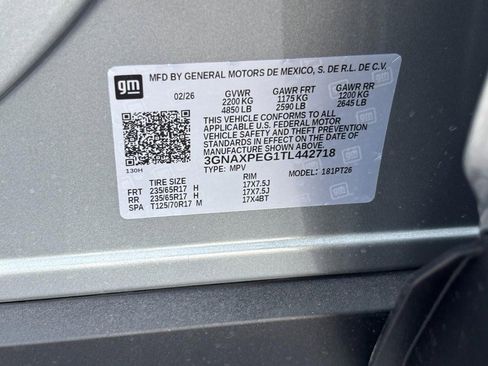 gm
MFD BY GENERAL MOTORS DE MEXICO, S. DE R.L. DE C.V.
02/26 GVWR GAWR FRT GAWR RR
2200 KG 1175 KG 1200 KG
4850 LB 2590 LB 2645 LB
THIS VEHICLE CONFORMS TO ALL
APPLICABLE U.S. FEDERAL MOTOR
VEHICLE SAFETY AND THEFT PREVENTION
STANDARDS IN EFFECT ON THE DATE OF
MANUFACTURE SHOWN ABOVE.
3GNAXPEG1TL442718
130H TYPE: MPV MODEL: 181PT26
TIRE SIZE RIM
FRT 235/65R17 H 17X7.5J
RR 235/65R17 H 17X7.5J
SPA T125/70R17 M 17X4BT